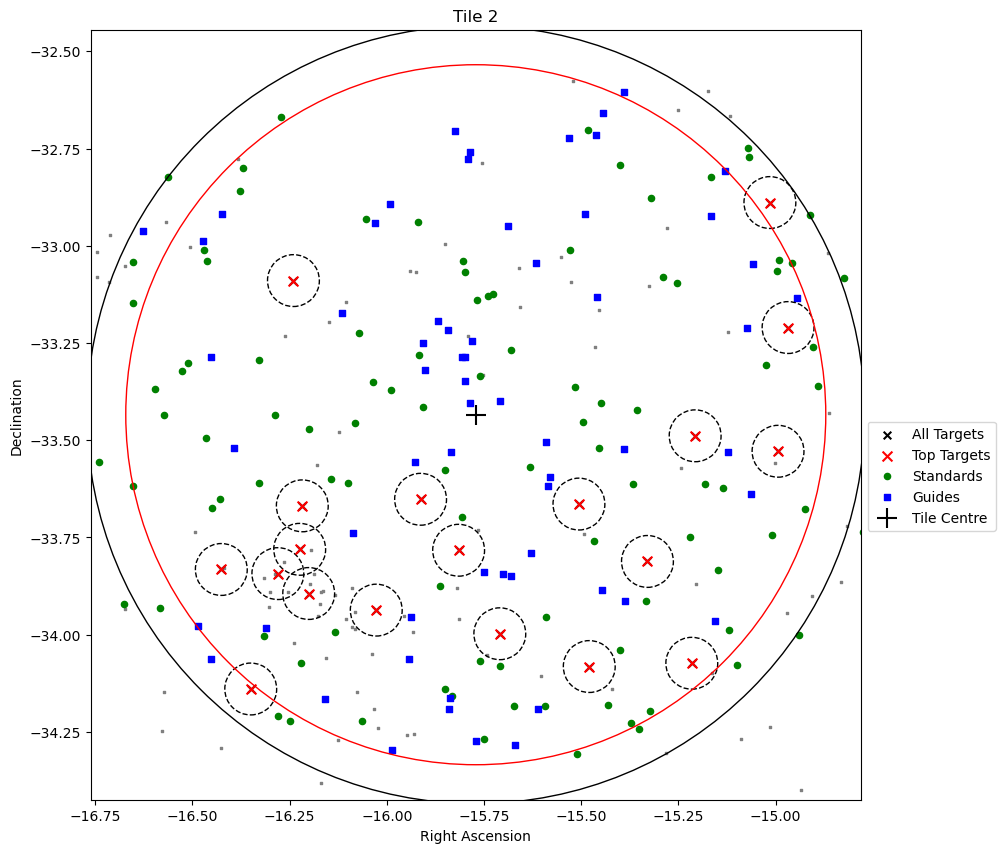 Tile 2
−32.50
−32.75
−33.00
−33.25
−33.50
−33.75
−34.00
−34.25
Declination
−16.75 −16.50 −16.25 −16.00 −15.75 −15.50 −15.25 −15.00
Right Ascension
All Targets
Top Targets
Standards
Guides
Tile Centre